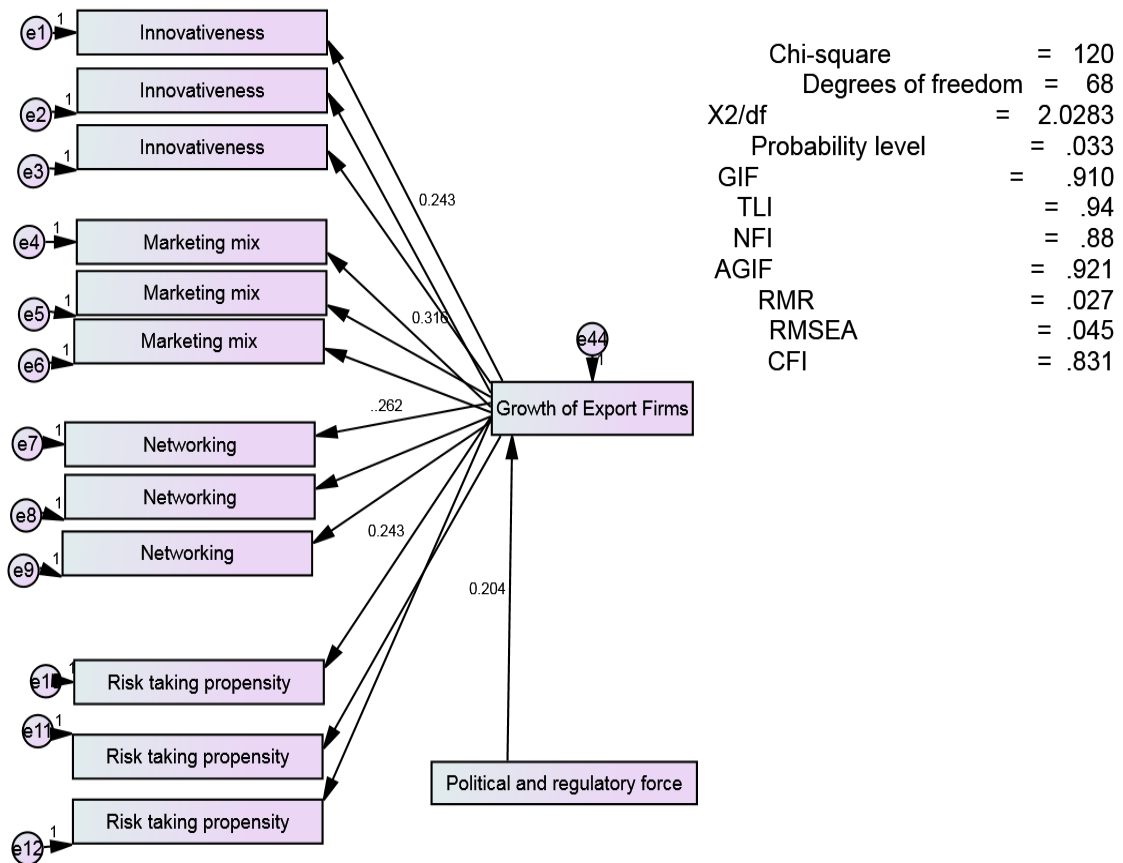 e1
1
Innovativeness
e2
1
Innovativeness
e3
1
Innovativeness
0.243
e4
1
Marketing mix
e5
1
Marketing mix
e6
1
Marketing mix
0.316
e44
1
Growth of Export Firms
e7
1
Networking
..262
e8
1
Networking
e9
1
Networking
0.243
0.204
1
Risk taking propensity
e11
1
Risk taking propensity
e12
1
Risk taking propensity
Political and regulatory force
Chi-square = 120
Degrees of freedom = 68
X2/df = 2.0283
Probability level = .033
GIF = .910
TLI = .94
NFI = .88
AGIF = .921
RMR = .027
RMSEA = .045
CFI = .831